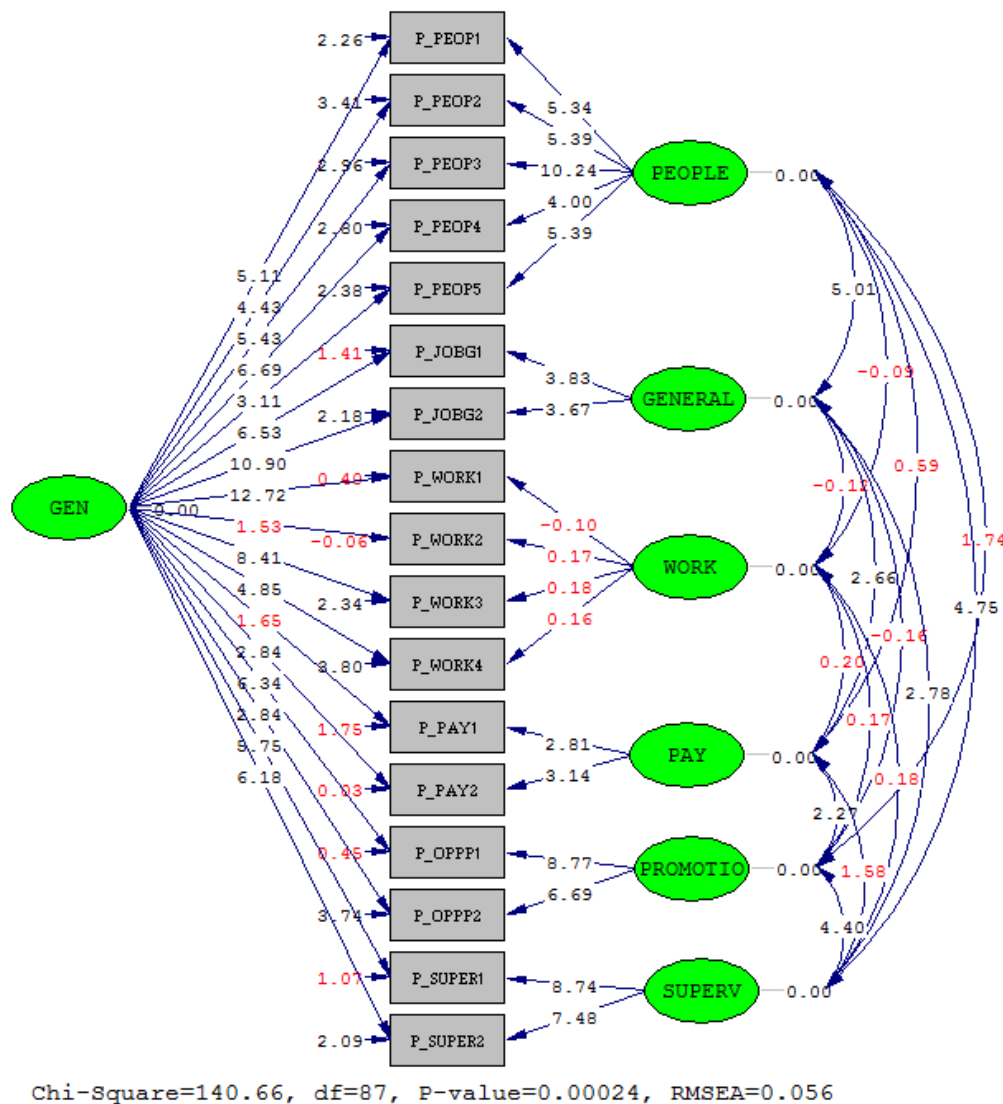 2.26 P_PEOP1
3.41 P_PEOP2 5.34
5.39
2.96 P_PEOP3 10.24 PEOPLE 0.00
4.00
2.80 P_PEOP4
5.39
5.11 2.38 P_PEOP5 5.01
4.43
5.43
6.69 1.41 P_JOBG1 -0.09
3.11 3.83 GENERAL 0.00
6.53 2.18 P_JOBG2 3.67
10.90 0.59
12.72 0.40 P_WORK1 -0.12
GEN 0.00
1.53 -0.06 P_WORK2 -0.10 1.74
8.41 0.17 WORK 0.00
4.85 2.34 P_WORK3 0.18 2.66
1.65 0.16 4.75
2.84 3.80 P_WORK4 -0.16
6.34 0.20 2.78
2.84 1.75 P_PAY1 0.17
9.75 2.81 PAY 0.00
6.18 0.03 P_PAY2 3.14 0.18
2.27
0.45 P_OPPP1 8.77 PROMOTIO 0.00
6.69 1.58
3.74 P_OPPP2 4.40
1.07 P_SUPER1 8.74 SUPERV 0.00
7.48
2.09 P_SUPER2
Chi-Square=140.66, df=87, P-value=0.00024, RMSEA=0.056